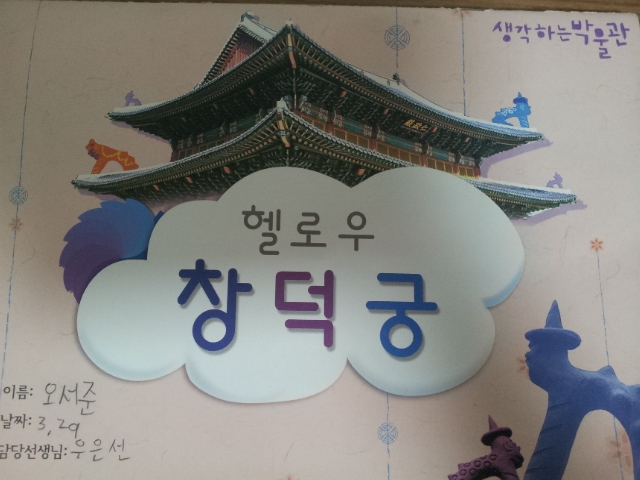 생각하는박물관
헬로우
창덕궁
이름: 오서준
날짜: 3, 29
담당선생님: 우은선